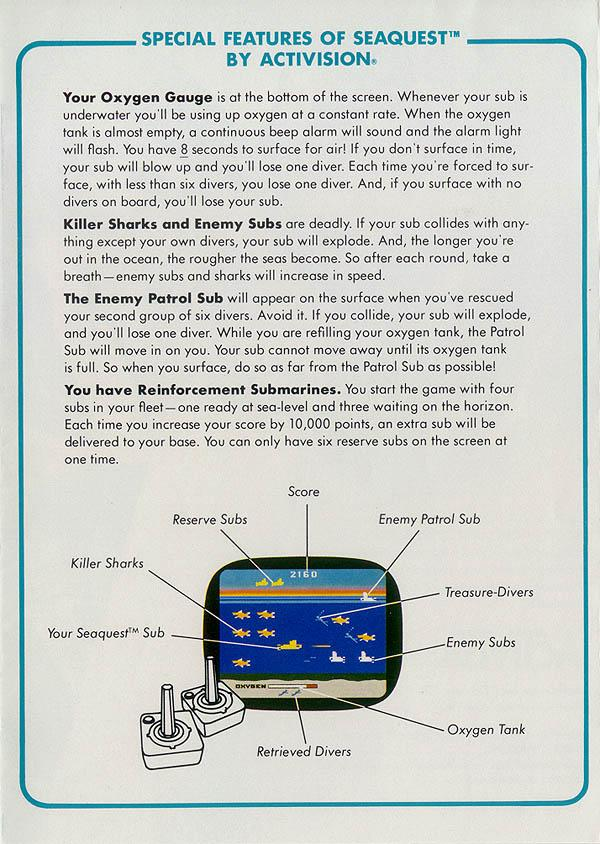 SPECIAL FEATURES OF SEAQUEST™
BY ACTIVISION®
Your Oxygen Gauge is at the bottom of the screen. Whenever your sub is
underwater you'll be using up oxygen at a constant rate. When the oxygen
tank is almost empty, a continuous beep alarm will sound and the alarm light
will flash. You have 8 seconds to surface for air! If you don't surface in time,
your sub will blow up and you'll lose one diver. Each time you're forced to sur-
face, with less than six divers, you lose one diver. And, if you surface with no
divers on board, you'll lose your sub.
Killer Sharks and Enemy Subs are deadly. If your sub collides with any-
thing except your own divers, your sub will explode. And, the longer you're
out in the ocean, the rougher the seas become. So after each round, take a
breath—enemy subs and sharks will increase in speed.
The Enemy Patrol Sub will appear on the surface when you've rescued
your second group of six divers. Avoid it. If you collide, your sub will explode,
and you'll lose one diver. While you are refilling your oxygen tank, the Patrol
Sub will move in on you. Your sub cannot move away until its oxygen tank
is full. So when you surface, do so as far from the Patrol Sub as possible!
You have Reinforcement Submarines. You start the game with four
subs in your fleet—one ready at sea-level and three waiting on the horizon.
Each time you increase your score by 10,000 points, an extra sub will be
delivered to your base. You can only have six reserve subs on the screen at
one time.
Score
Reserve Subs
Enemy Patrol Sub
Killer Sharks
2160
Treasure-Divers
Your Seaquest™ Sub
Enemy Subs
OXYGEN
Oxygen Tank
Retrieved Divers